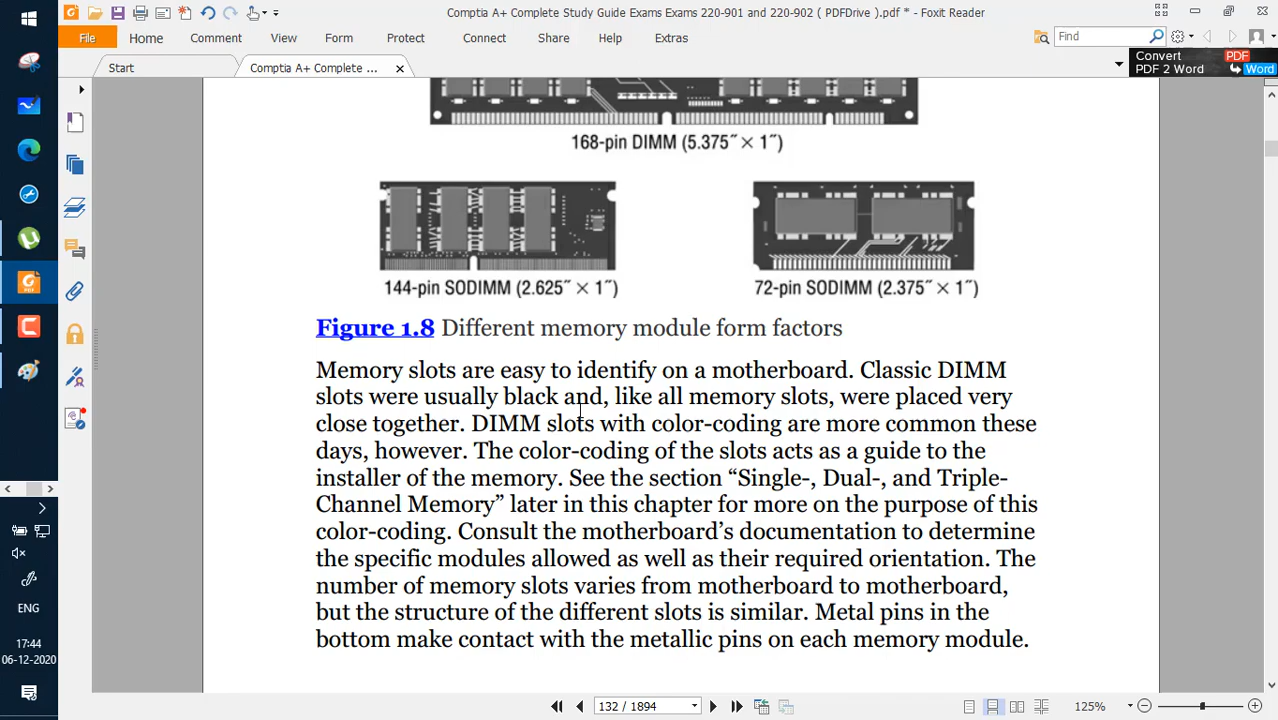 Comptia A+ Complete Study Guide Exams Exams 220-901 and 220-902 ( PDFDrive ).pdf * - Foxit Reader
File Home Comment View Form Protect Connect Share Help Extras Find
Start Comptia A+ Complete ... Convert PDF
PDF 2 Word Word
168-pin DIMM (5.375″ × 1″)
144-pin SODIMM (2.625″ × 1″) 72-pin SODIMM (2.375″ × 1″)
Figure 1.8 Different memory module form factors
Memory slots are easy to identify on a motherboard. Classic DIMM
slots were usually black and, like all memory slots, were placed very
close together. DIMM slots with color-coding are more common these
days, however. The color-coding of the slots acts as a guide to the
installer of the memory. See the section “Single-, Dual-, and Triple-
Channel Memory” later in this chapter for more on the purpose of this
color-coding. Consult the motherboard’s documentation to determine
the specific modules allowed as well as their required orientation. The
number of memory slots varies from motherboard to motherboard,
but the structure of the different slots is similar. Metal pins in the
bottom make contact with the metallic pins on each memory module.
ENG
17:44
06-12-2020
132 / 1894 125%